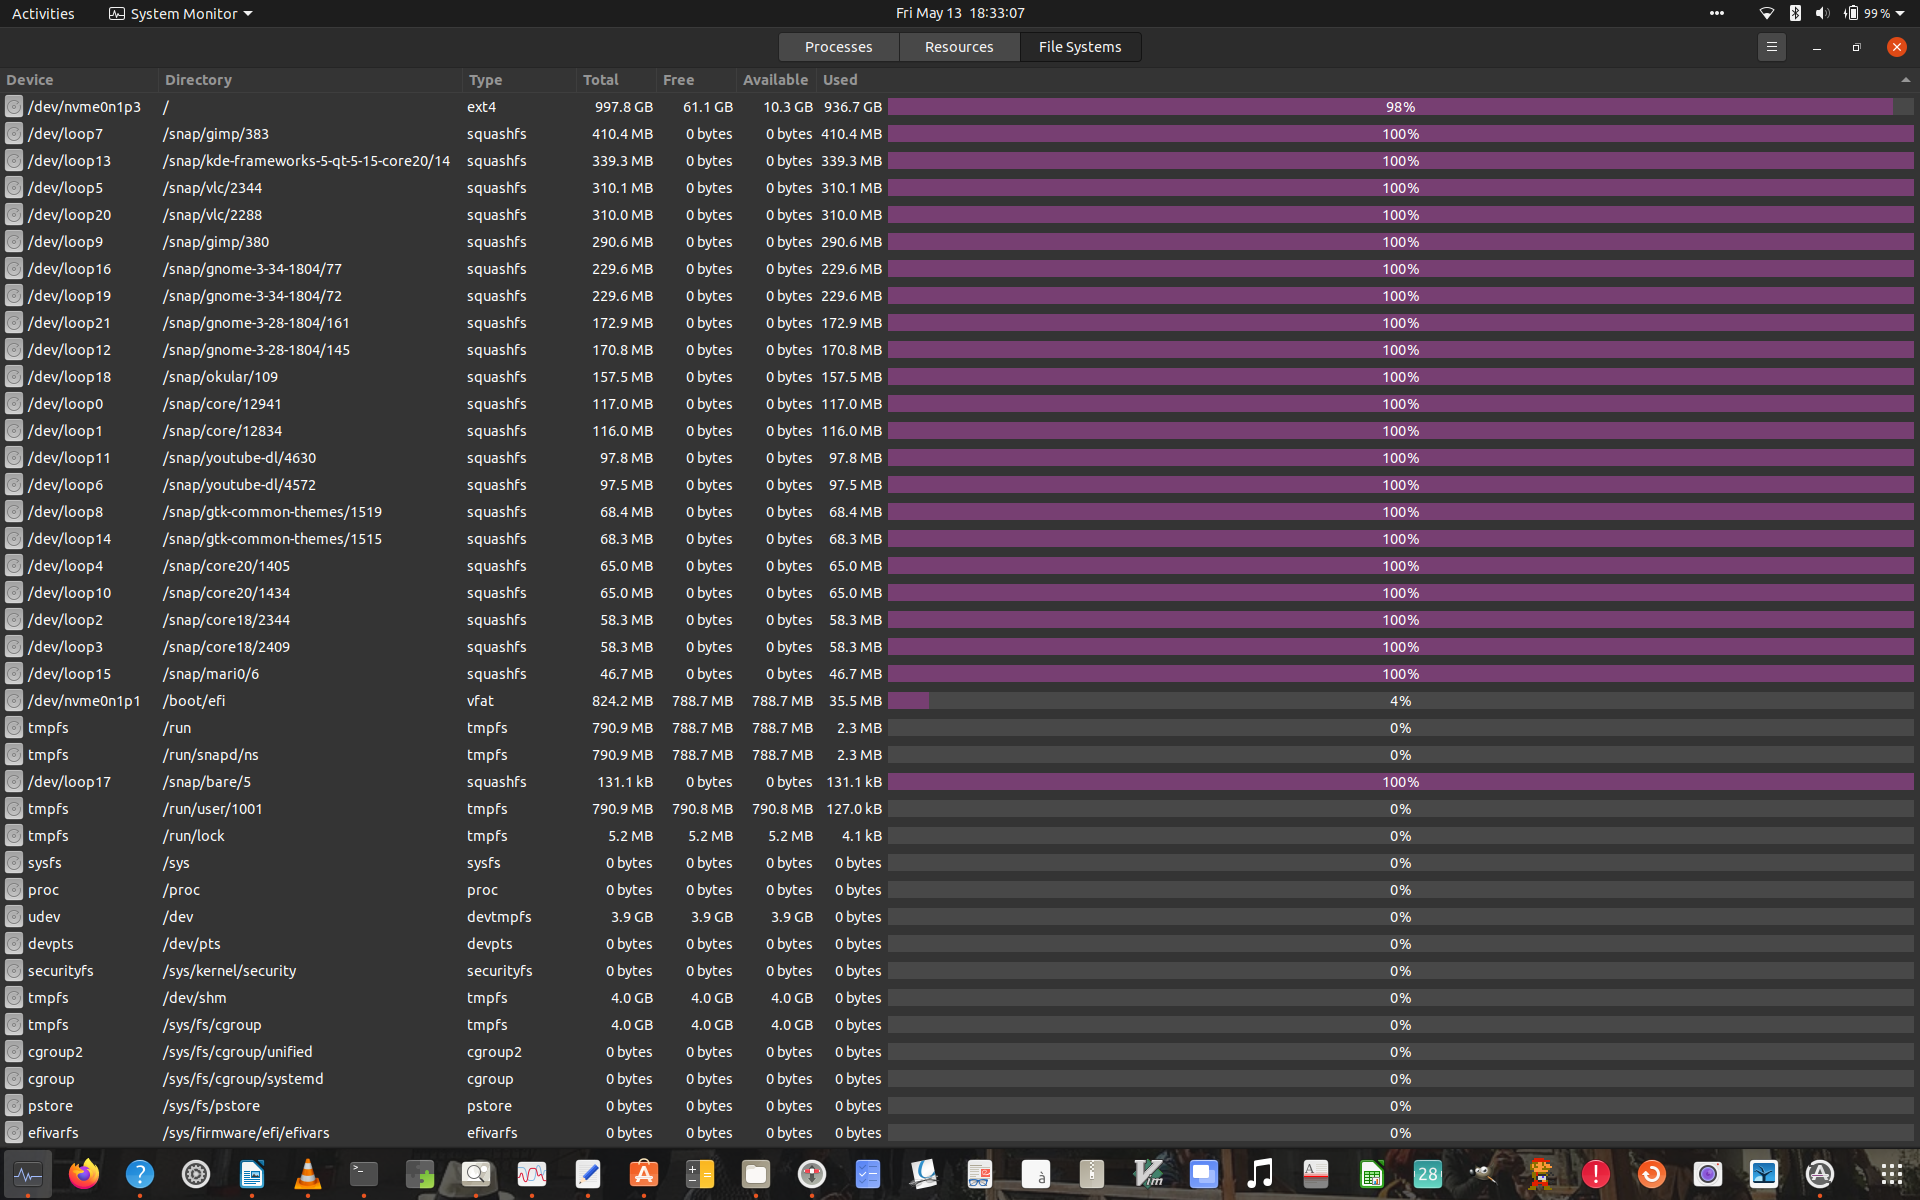 Activities System Monitor Fri May 13 18:33:07 99 %
Processes Resources File Systems
Device Directory Type Total Free Available Used
/dev/nvme0n1p3 / ext4 997.8 GB 61.1 GB 10.3 GB 936.7 GB 98%
/dev/loop7 /snap/gimp/383 squashfs 410.4 MB 0 bytes 0 bytes 410.4 MB 100%
/dev/loop13 /snap/kde-frameworks-5-qt-5-15-core20/14 squashfs 339.3 MB 0 bytes 0 bytes 339.3 MB 100%
/dev/loop5 /snap/vlc/2344 squashfs 310.1 MB 0 bytes 0 bytes 310.1 MB 100%
/dev/loop20 /snap/vlc/2288 squashfs 310.0 MB 0 bytes 0 bytes 310.0 MB 100%
/dev/loop9 /snap/gimp/380 squashfs 290.6 MB 0 bytes 0 bytes 290.6 MB 100%
/dev/loop16 /snap/gnome-3-34-1804/77 squashfs 229.6 MB 0 bytes 0 bytes 229.6 MB 100%
/dev/loop19 /snap/gnome-3-34-1804/72 squashfs 229.6 MB 0 bytes 0 bytes 229.6 MB 100%
/dev/loop21 /snap/gnome-3-28-1804/161 squashfs 172.9 MB 0 bytes 0 bytes 172.9 MB 100%
/dev/loop12 /snap/gnome-3-28-1804/145 squashfs 170.8 MB 0 bytes 0 bytes 170.8 MB 100%
/dev/loop18 /snap/okular/109 squashfs 157.5 MB 0 bytes 0 bytes 157.5 MB 100%
/dev/loop0 /snap/core/12941 squashfs 117.0 MB 0 bytes 0 bytes 117.0 MB 100%
/dev/loop1 /snap/core/12834 squashfs 116.0 MB 0 bytes 0 bytes 116.0 MB 100%
/dev/loop11 /snap/youtube-dl/4630 squashfs 97.8 MB 0 bytes 0 bytes 97.8 MB 100%
/dev/loop6 /snap/youtube-dl/4572 squashfs 97.5 MB 0 bytes 0 bytes 97.5 MB 100%
/dev/loop8 /snap/gtk-common-themes/1519 squashfs 68.4 MB 0 bytes 0 bytes 68.4 MB 100%
/dev/loop14 /snap/gtk-common-themes/1515 squashfs 68.3 MB 0 bytes 0 bytes 68.3 MB 100%
/dev/loop4 /snap/core20/1405 squashfs 65.0 MB 0 bytes 0 bytes 65.0 MB 100%
/dev/loop10 /snap/core20/1434 squashfs 65.0 MB 0 bytes 0 bytes 65.0 MB 100%
/dev/loop2 /snap/core18/2344 squashfs 58.3 MB 0 bytes 0 bytes 58.3 MB 100%
/dev/loop3 /snap/core18/2409 squashfs 58.3 MB 0 bytes 0 bytes 58.3 MB 100%
/dev/loop15 /snap/mari0/6 squashfs 46.7 MB 0 bytes 0 bytes 46.7 MB 100%
/dev/nvme0n1p1 /boot/efi vfat 824.2 MB 788.7 MB 788.7 MB 35.5 MB 4%
tmpfs /run tmpfs 790.9 MB 788.7 MB 788.7 MB 2.3 MB 0%
tmpfs /run/snapd/ns tmpfs 790.9 MB 788.7 MB 788.7 MB 2.3 MB 0%
/dev/loop17 /snap/bare/5 squashfs 131.1 kB 0 bytes 0 bytes 131.1 kB 100%
tmpfs /run/user/1001 tmpfs 790.9 MB 790.8 MB 790.8 MB 127.0 kB 0%
tmpfs /run/lock tmpfs 5.2 MB 5.2 MB 5.2 MB 4.1 kB 0%
sysfs /sys sysfs 0 bytes 0 bytes 0 bytes 0 bytes 0%
proc /proc proc 0 bytes 0 bytes 0 bytes 0 bytes 0%
udev /dev devtmpfs 3.9 GB 3.9 GB 3.9 GB 0 bytes 0%
devpts /dev/pts devpts 0 bytes 0 bytes 0 bytes 0 bytes 0%
securityfs /sys/kernel/security securityfs 0 bytes 0 bytes 0 bytes 0 bytes 0%
tmpfs /dev/shm tmpfs 4.0 GB 4.0 GB 4.0 GB 0 bytes 0%
tmpfs /sys/fs/cgroup tmpfs 4.0 GB 4.0 GB 4.0 GB 0 bytes 0%
cgroup2 /sys/fs/cgroup/unified cgroup2 0 bytes 0 bytes 0 bytes 0 bytes 0%
cgroup /sys/fs/cgroup/systemd cgroup 0 bytes 0 bytes 0 bytes 0 bytes 0%
pstore /sys/fs/pstore pstore 0 bytes 0 bytes 0 bytes 0 bytes 0%
efivarfs /sys/firmware/efi/efivars efivarfs 0 bytes 0 bytes 0 bytes 0 bytes 0%
? >_ à Vim A 28 !